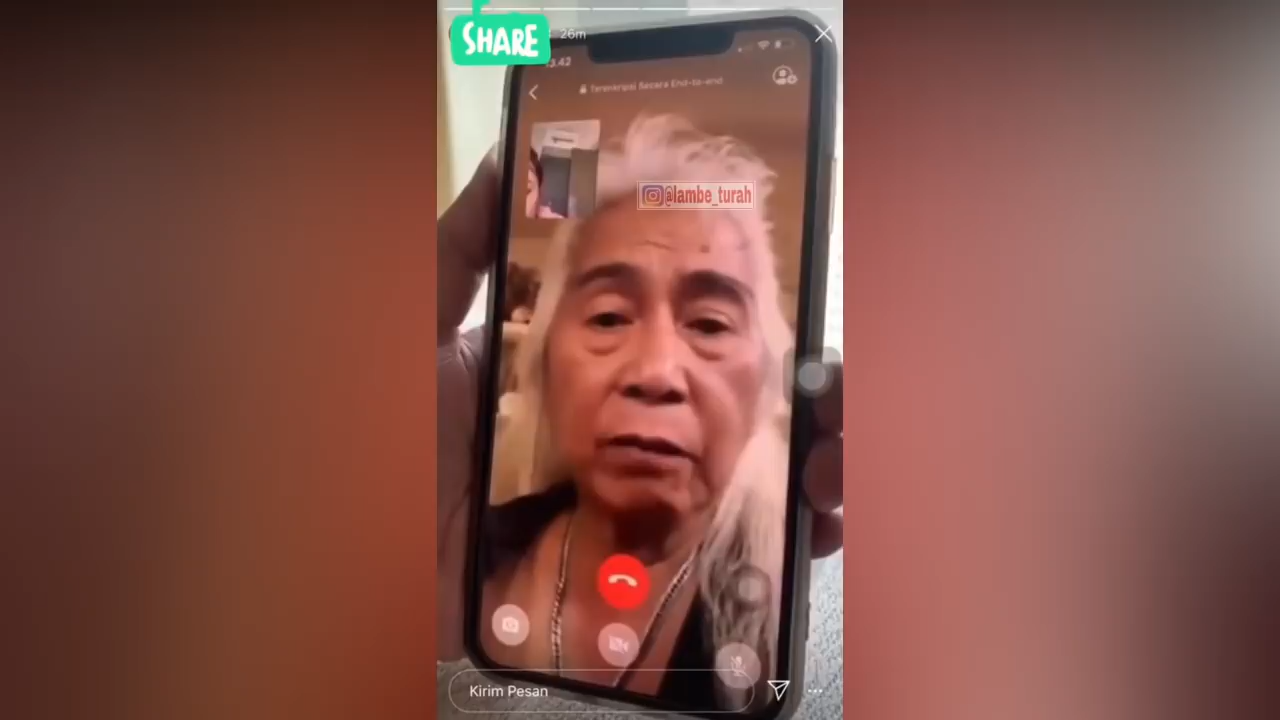 SHARE
26m
Terenkripsi Secara End-to-end
@lambe_turah
Kirim Pesan